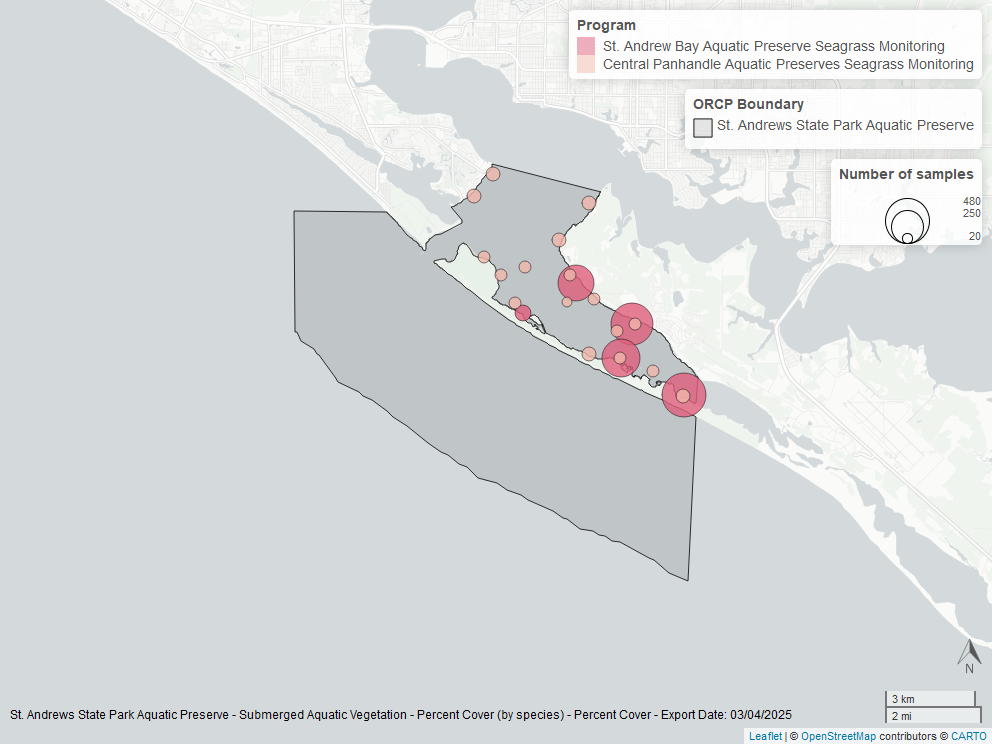 Program
St. Andrew Bay Aquatic Preserve Seagrass Monitoring
Central Panhandle Aquatic Preserves Seagrass Monitoring
ORCP Boundary
St. Andrews State Park Aquatic Preserve
Number of samples
480
250
20
N
3 km
2 mi
St. Andrews State Park Aquatic Preserve - Submerged Aquatic Vegetation - Percent Cover (by species) - Percent Cover - Export Date: 03/04/2025
Leaflet | © OpenStreetMap contributors © CARTO